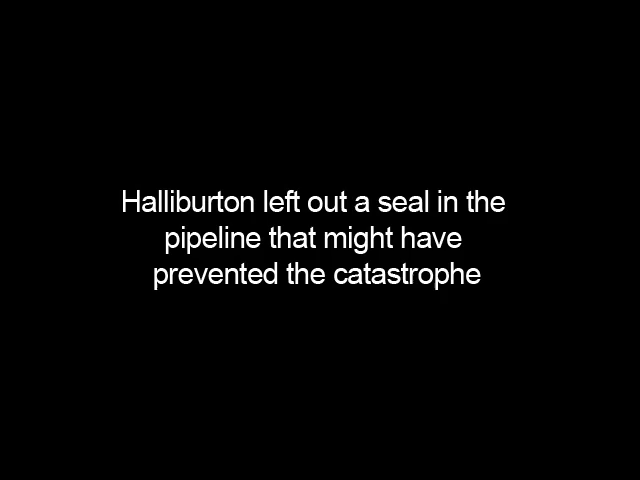 Halliburton left out a seal in the
pipeline that might have
prevented the catastrophe